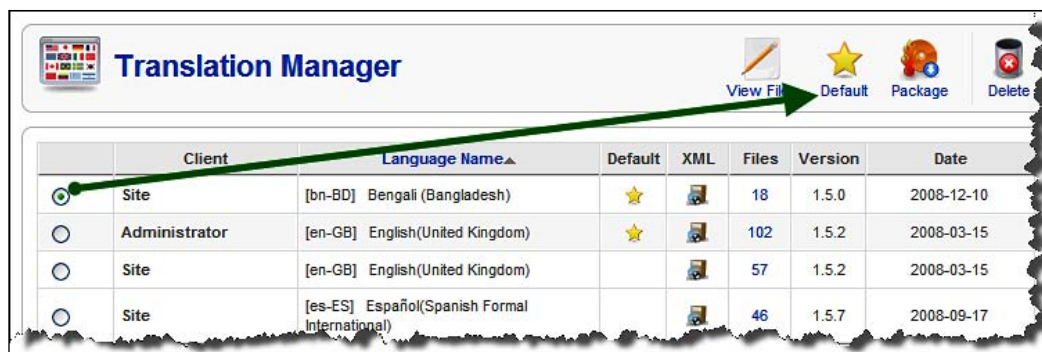 Translation Manager
View File Default Package Delete
Client Language Name Default XML Files Version Date
Site [bn-BD] Bengali (Bangladesh) 18 1.5.0 2008-12-10
Administrator [en-GB] English(United Kingdom) 102 1.5.2 2008-03-15
Site [en-GB] English(United Kingdom) 57 1.5.2 2008-03-15
Site [es-ES] Español(Spanish Formal
International) 46 1.5.7 2008-09-17